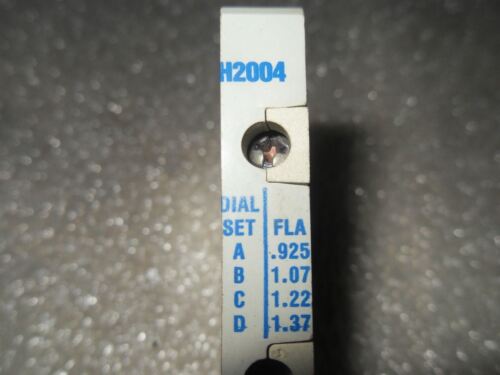 H2004
DIAL
SET FLA
A .925
B 1.07
C 1.22
D 1.37